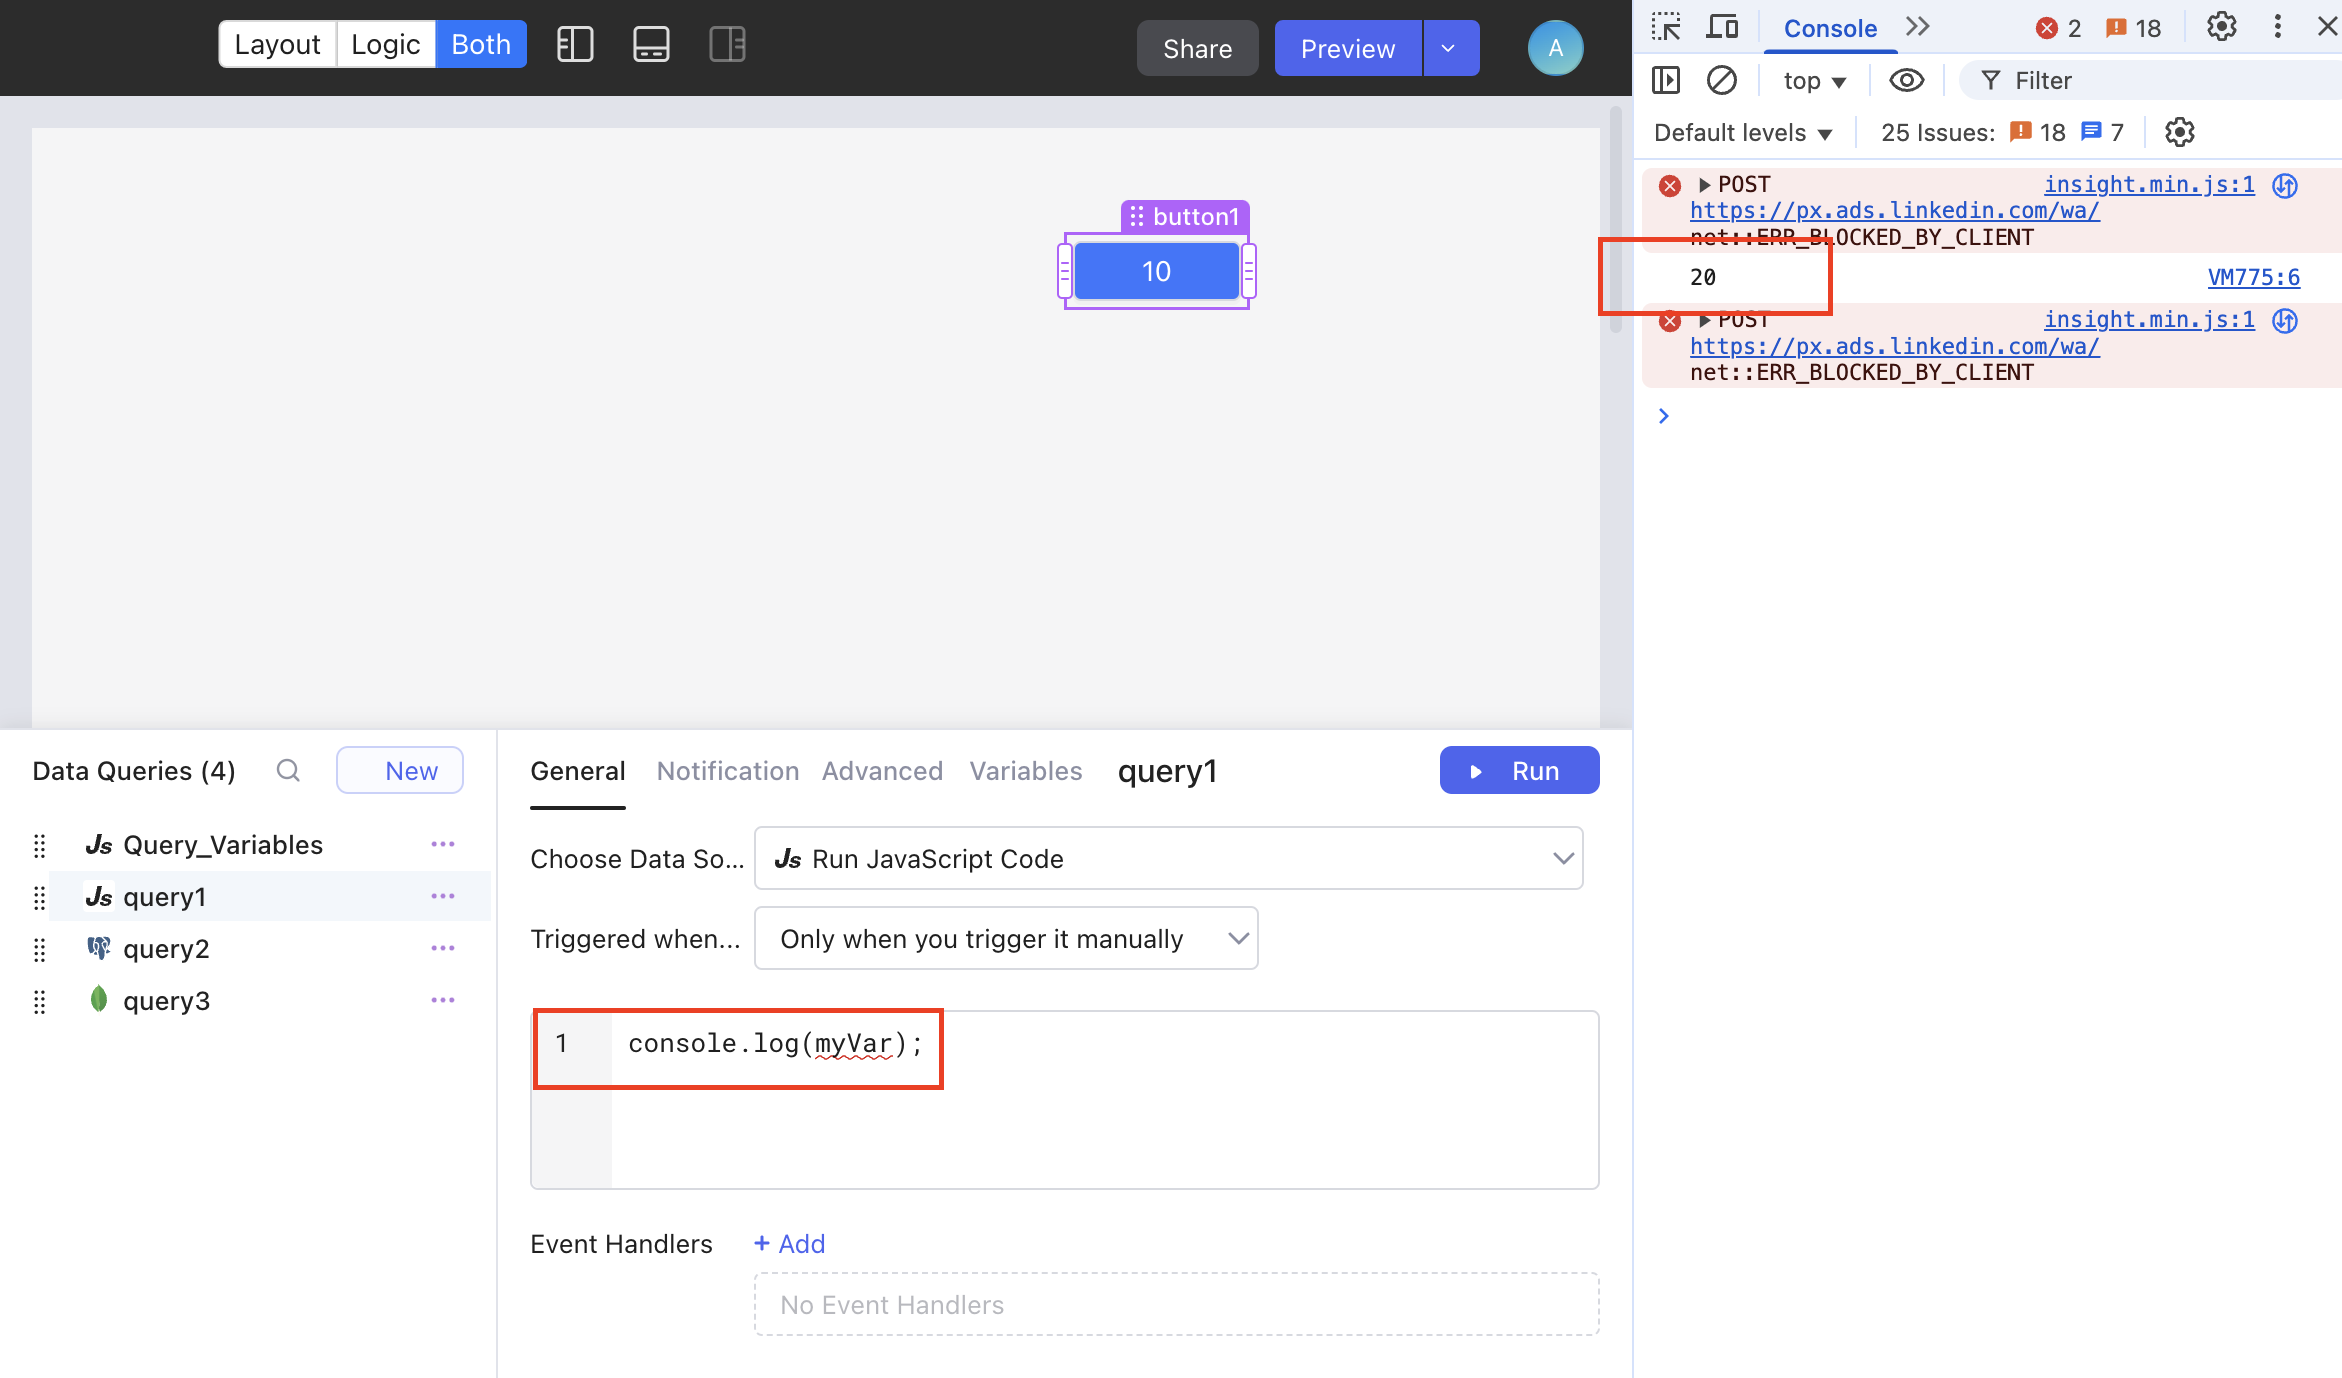 Layout Logic Both
Share
Preview
A
button1
10
Data Queries (4)
New
Query_Variables
query1
query2
query3
General Notification Advanced Variables query1
Run
Choose Data So...
Js Run JavaScript Code
Triggered when...
Only when you trigger it manually
1 console.log(myVar);
Event Handlers
+ Add
No Event Handlers
Console
2
18
top
Filter
Default levels
25 Issues: 18 7
POST insight.min.js:1
https://px.ads.linkedin.com/wa/
net::ERR_BLOCKED_BY_CLIENT
20 VM775:6
POST insight.min.js:1
https://px.ads.linkedin.com/wa/
net::ERR_BLOCKED_BY_CLIENT